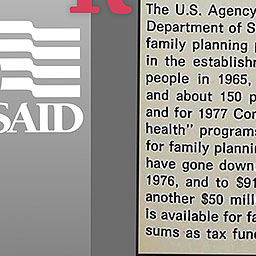 SAID
The U.S. Agency
Department of S
family planning
in the establish
people in 1965,
and about 150 p
and for 1977 Con
health" program
for family plannin
have gone down
1976, and to $91
another $50 mill
is available for fa
sums as tax fun